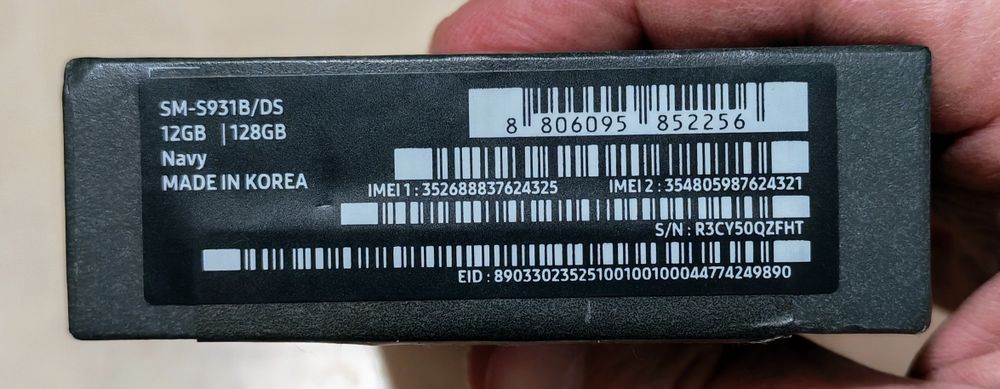 SM-S931B/DS
12GB | 128GB
Navy
MADE IN KOREA
8 806095 852256
IMEI 1 : 352688837624325 IMEI 2 : 354805987624321
S/N : R3CY50QZFHT
EID : 89033023525100100100044774249890